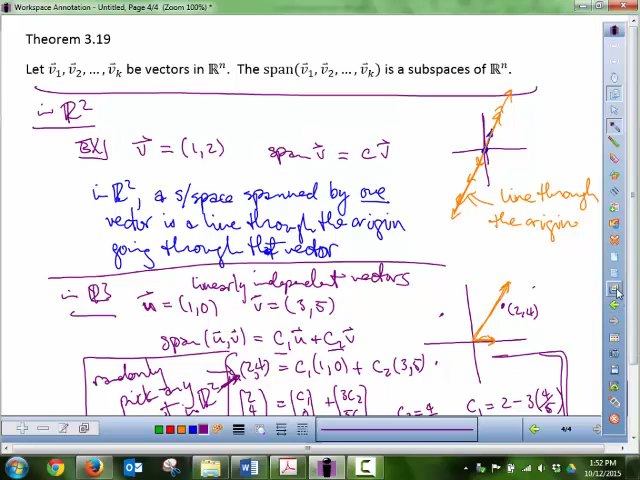 Workspace Annotation - Untitled, Page 4/4 (Zoom 100%) *
Theorem 3.19
Let v⃗₁, v⃗₂, …, v⃗ₖ be vectors in ℝⁿ. The span(v⃗₁, v⃗₂, …, v⃗ₖ) is a subspaces of ℝⁿ.
in ℝ²
EX) v⃗ = (1,2) span v⃗ = c v⃗
in ℝ², a s/space spanned by one
vector is a line through the origin
going through that vector
line through
the origin
linearly independent vectors
in ℝ3
u = (1,0) v⃗ = (3,5)
(2,4)
span(u⃗,v⃗) = C₁u⃗ + C₂v⃗
randomly
pick any
ℝ²
(2,4) = C₁(1,0) + C₂(3,5)
[2 4] = [C₁ 0] + [3C₂
C₁ = 2 - 3(4/5)
4/4
1:52 PM
10/12/2015